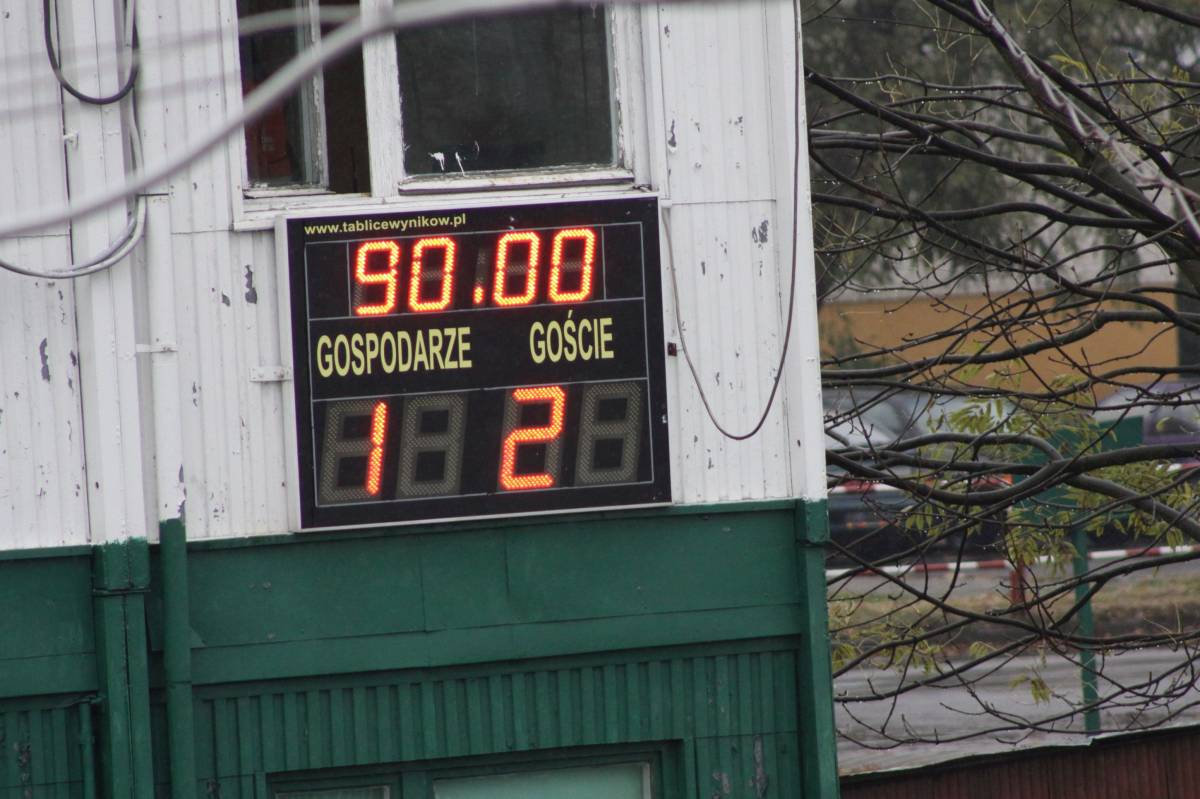 www.tablicewynikow.pl
90.00
GOSPODARZE GOŚCIE
1 2